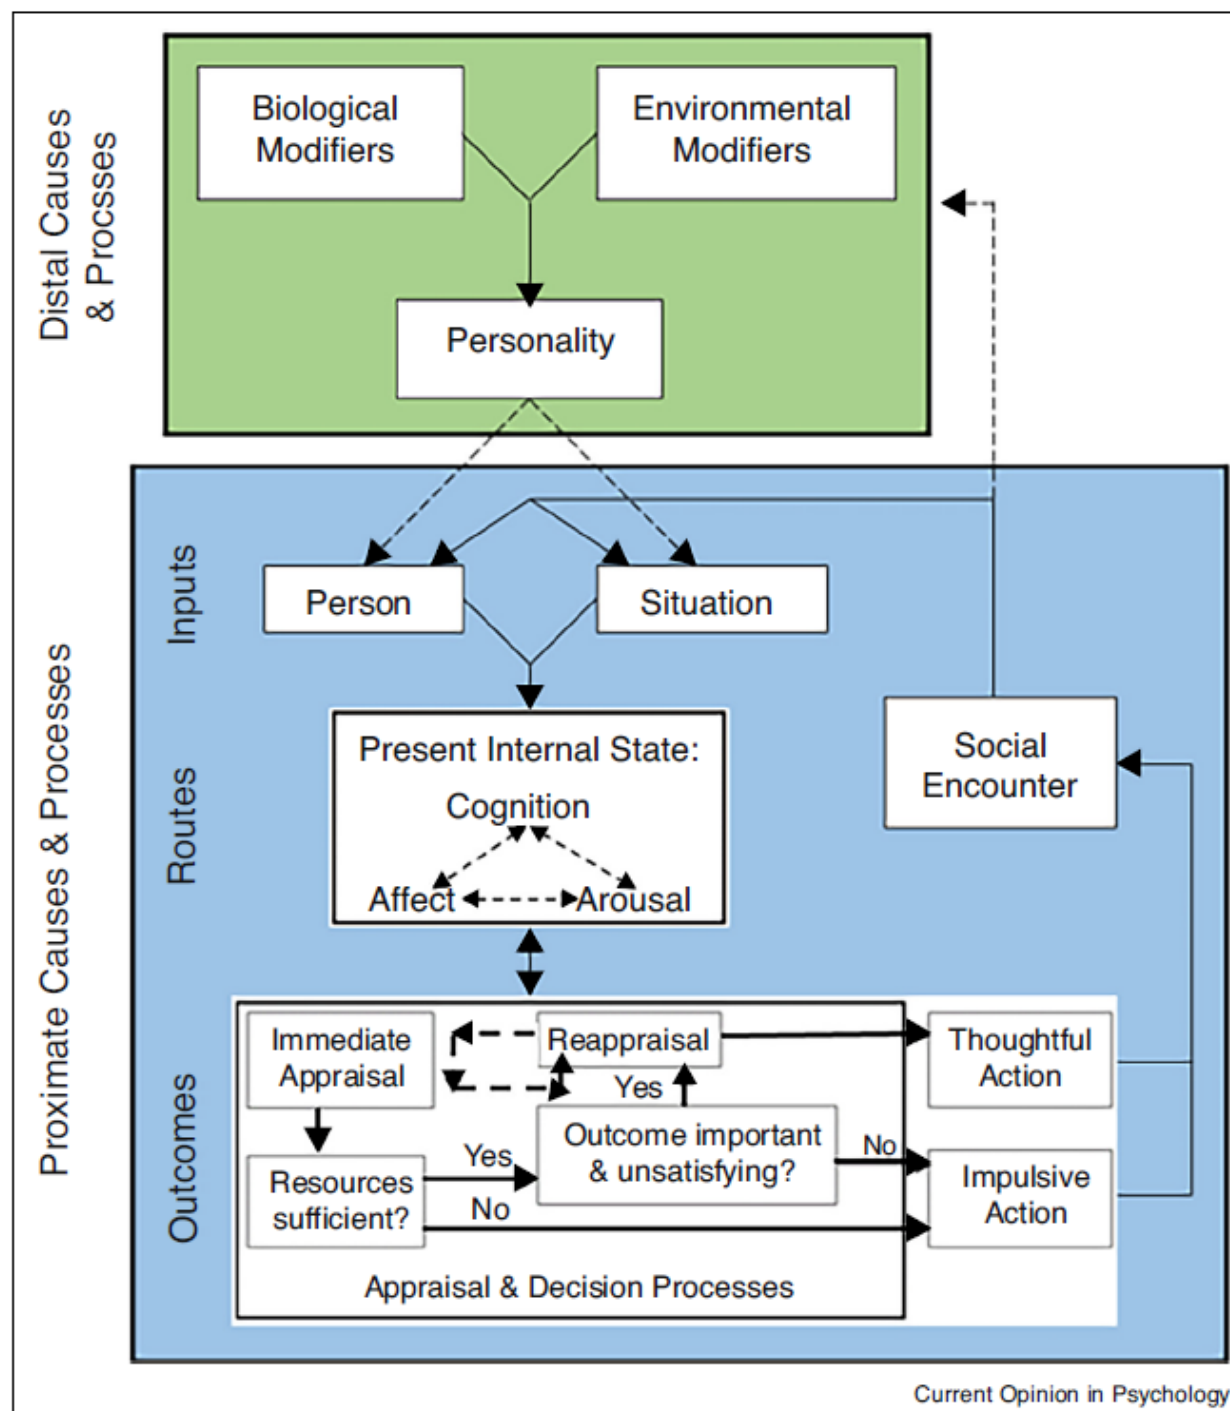 Distal Causes
& Procsses
Biological
Modifiers
Environmental
Modifiers
Personality
Proximate Causes & Processes
Inputs
Person
Situation
Routes
Present Internal State:
Cognition
Affect
Arousal
Social
Encounter
Outcomes
Immediate
Appraisal
Reappraisal
Thoughtful
Action
Yes
Resources
sufficient?
Yes
No
Outcome important
& unsatisfying?
No
Impulsive
Action
Appraisal & Decision Processes
Current Opinion in Psychology